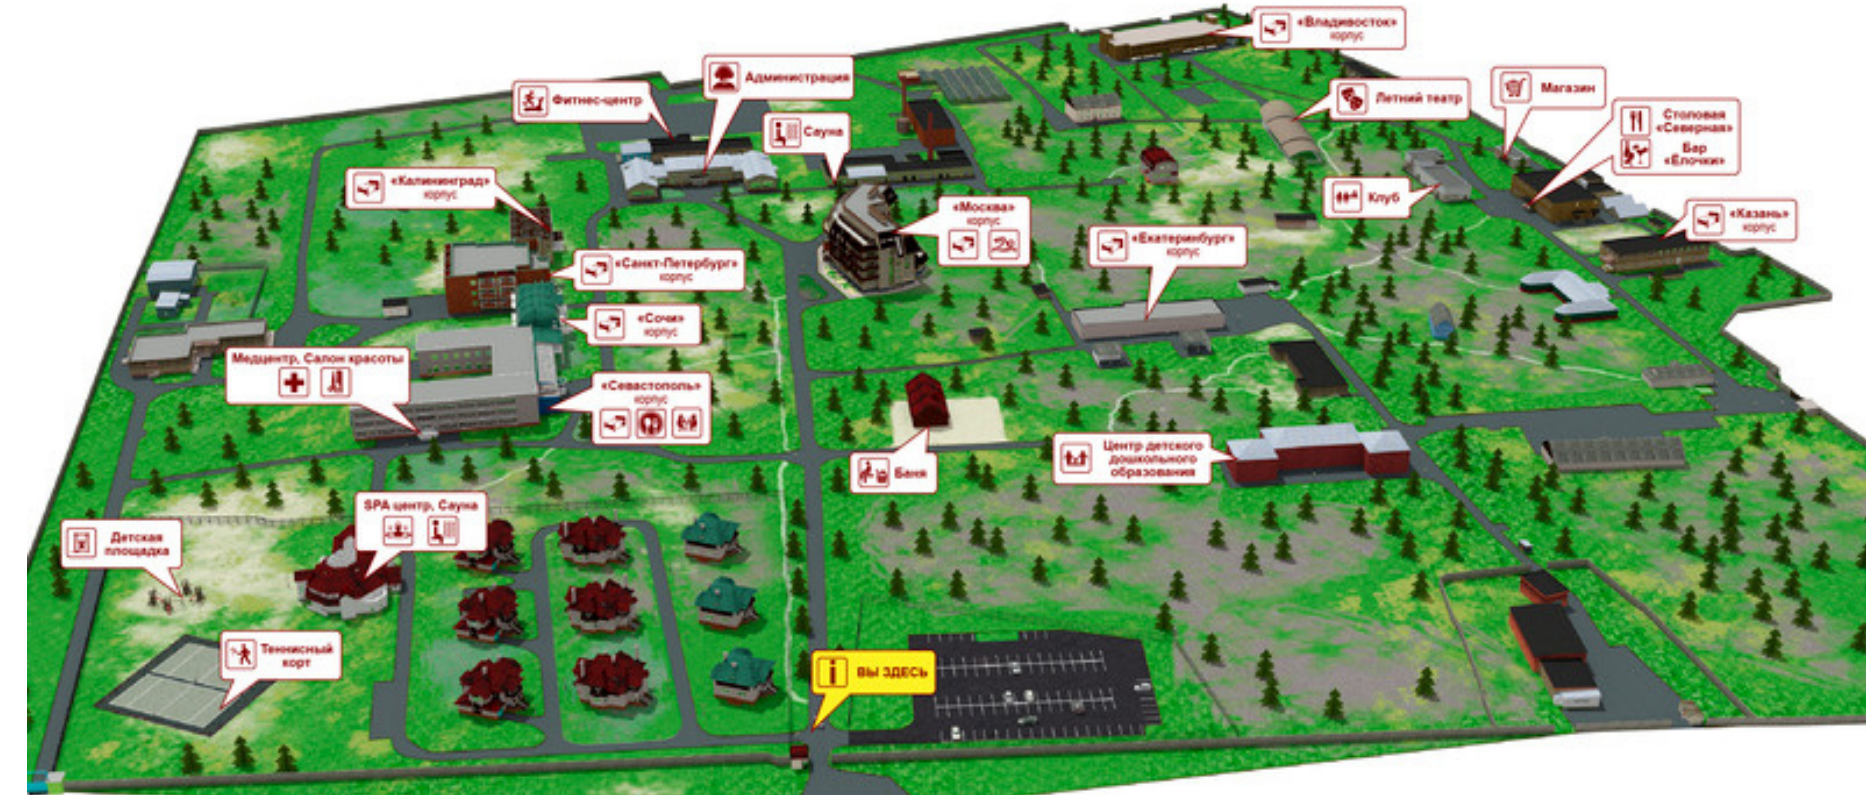 «Владивосток»
корпус
Администрация
Фитнес-центр
Летний театр
Магазин
Столовая
«Северная»
Бар
«Ёлочки»
Сауна
«Калининград»
корпус
Клуб
«Москва»
корпус
«Казань»
корпус
«Екатеринбург»
корпус
«Санкт-Петербург»
корпус
«Сочи»
корпус
Медцентр, Салон красоты
«Севастополь»
корпус
Баня
Центр детского
дошкольного
образования
SPA центр, Сауна
Детская
площадка
Теннисный
корт
ВЫ ЗДЕСЬ